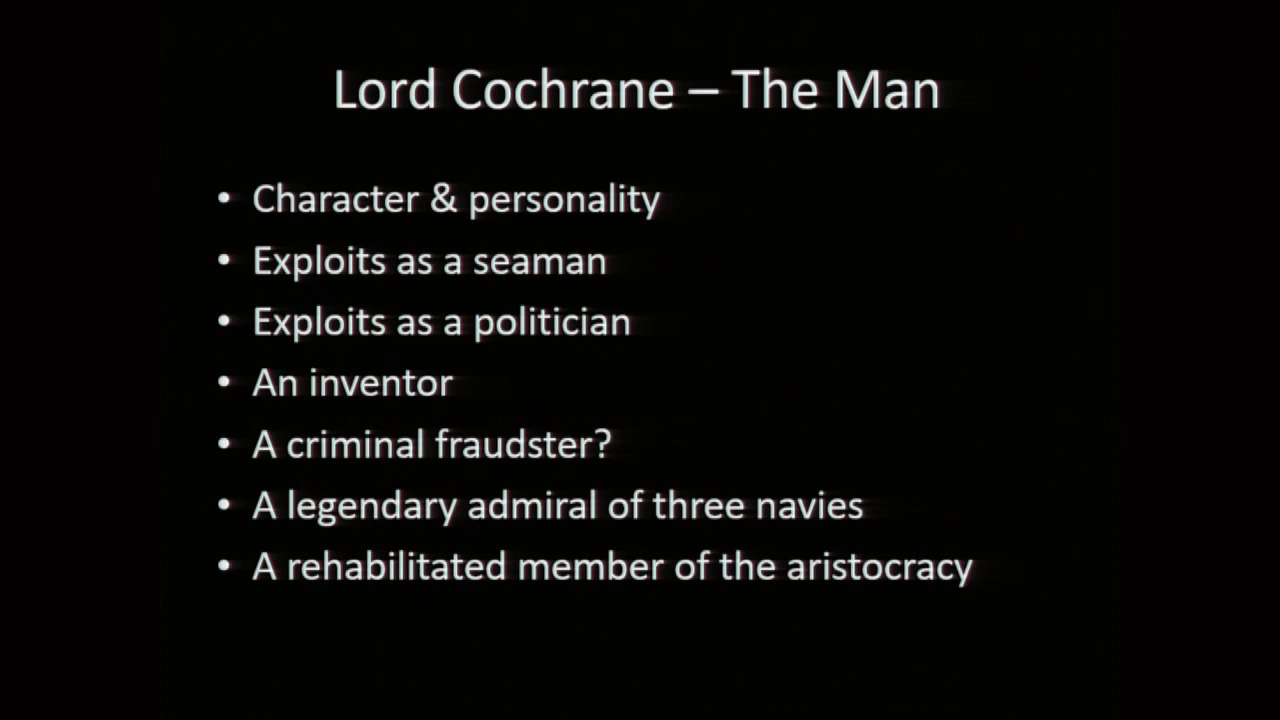 Lord Cochrane – The Man
• Character & personality
• Exploits as a seaman
• Exploits as a politician
• An inventor
• A criminal fraudster?
• A legendary admiral of three navies
• A rehabilitated member of the aristocracy